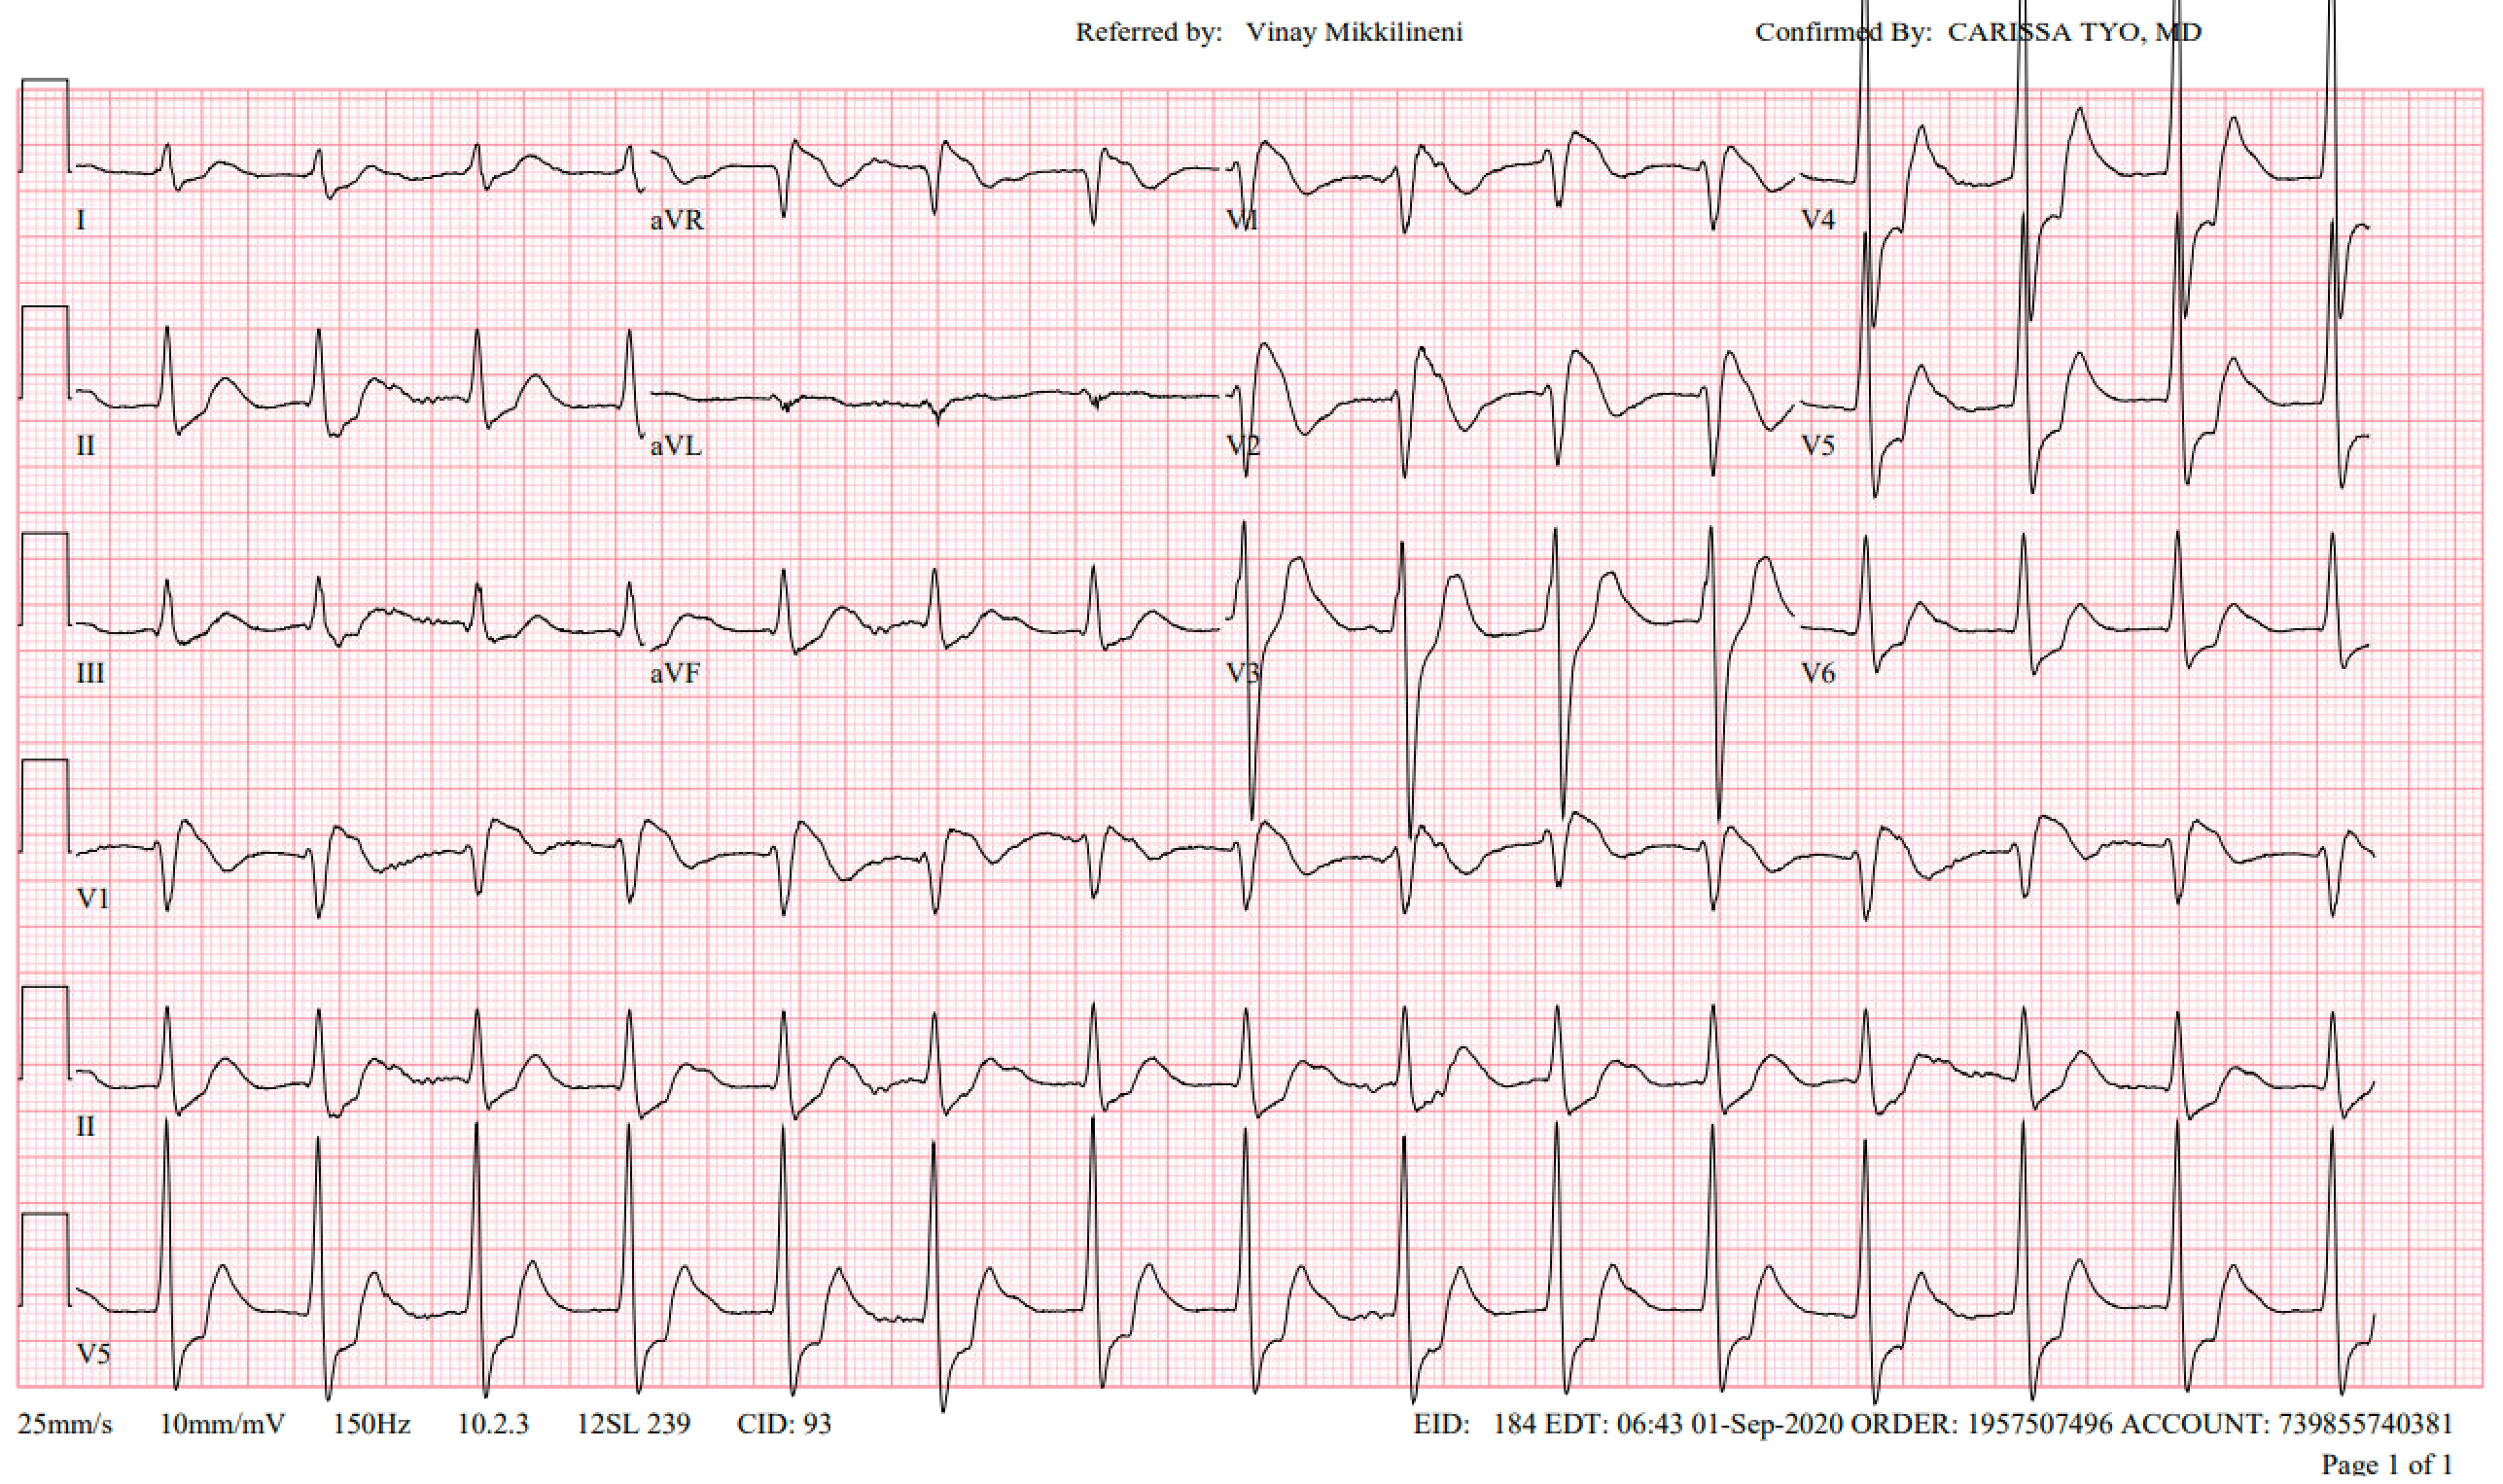 Referred by: Vinay Mikkilineni Confirmed By: CARISSA TYO, MD
I aVR V1 V4
II aVL V2 V5
III aVF V3 V6
V1
II
V5
25mm/s 10mm/mV 150Hz 10.2.3 12SL 239 CID: 93 EID: 184 EDT: 06:43 01-Sep-2020 ORDER: 1957507496 ACCOUNT: 739855740381
Page 1 of 1